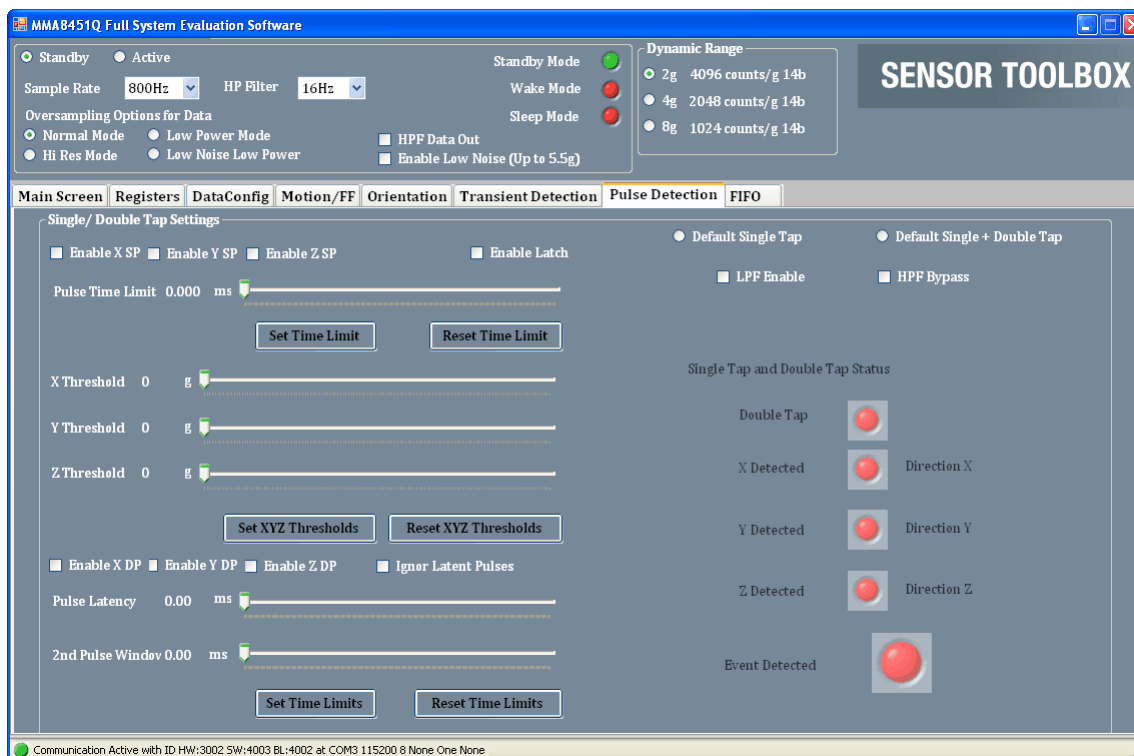 MMA8451Q Full System Evaluation Software
Standby Active
Standby Mode
Sample Rate 800Hz HP Filter 16Hz
Wake Mode
Sleep Mode
Oversampling Options for Data
Normal Mode Low Power Mode
Hi Res Mode Low Noise Low Power
HPF Data Out
Enable Low Noise (Up to 5.5g)
Dynamic Range
2g 4096 counts/g 14b
4g 2048 counts/g 14b
8g 1024 counts/g 14b
SENSOR TOOLBOX
Main Screen Registers DataConfig Motion/FF Orientation Transient Detection Pulse Detection FIFO
Single/ Double Tap Settings
Enable X SP Enable Y SP Enable Z SP Enable Latch
Pulse Time Limit 0.000 ms
Set Time Limit Reset Time Limit
X Threshold 0 g
Y Threshold 0 g
Z Threshold 0 g
Set XYZ Thresholds Reset XYZ Thresholds
Enable X DP Enable Y DP Enable Z DP Ignor Latent Pulses
Pulse Latency 0.00 ms
2nd Pulse Windov 0.00 ms
Set Time Limits Reset Time Limits
Default Single Tap Default Single + Double Tap
LPF Enable HPF Bypass
Single Tap and Double Tap Status
Double Tap
X Detected Direction X
Y Detected Direction Y
Z Detected Direction Z
Event Detected
Communication Active with ID HW:3002 SW:4003 BL:4002 at COM3 115200 8 None One None